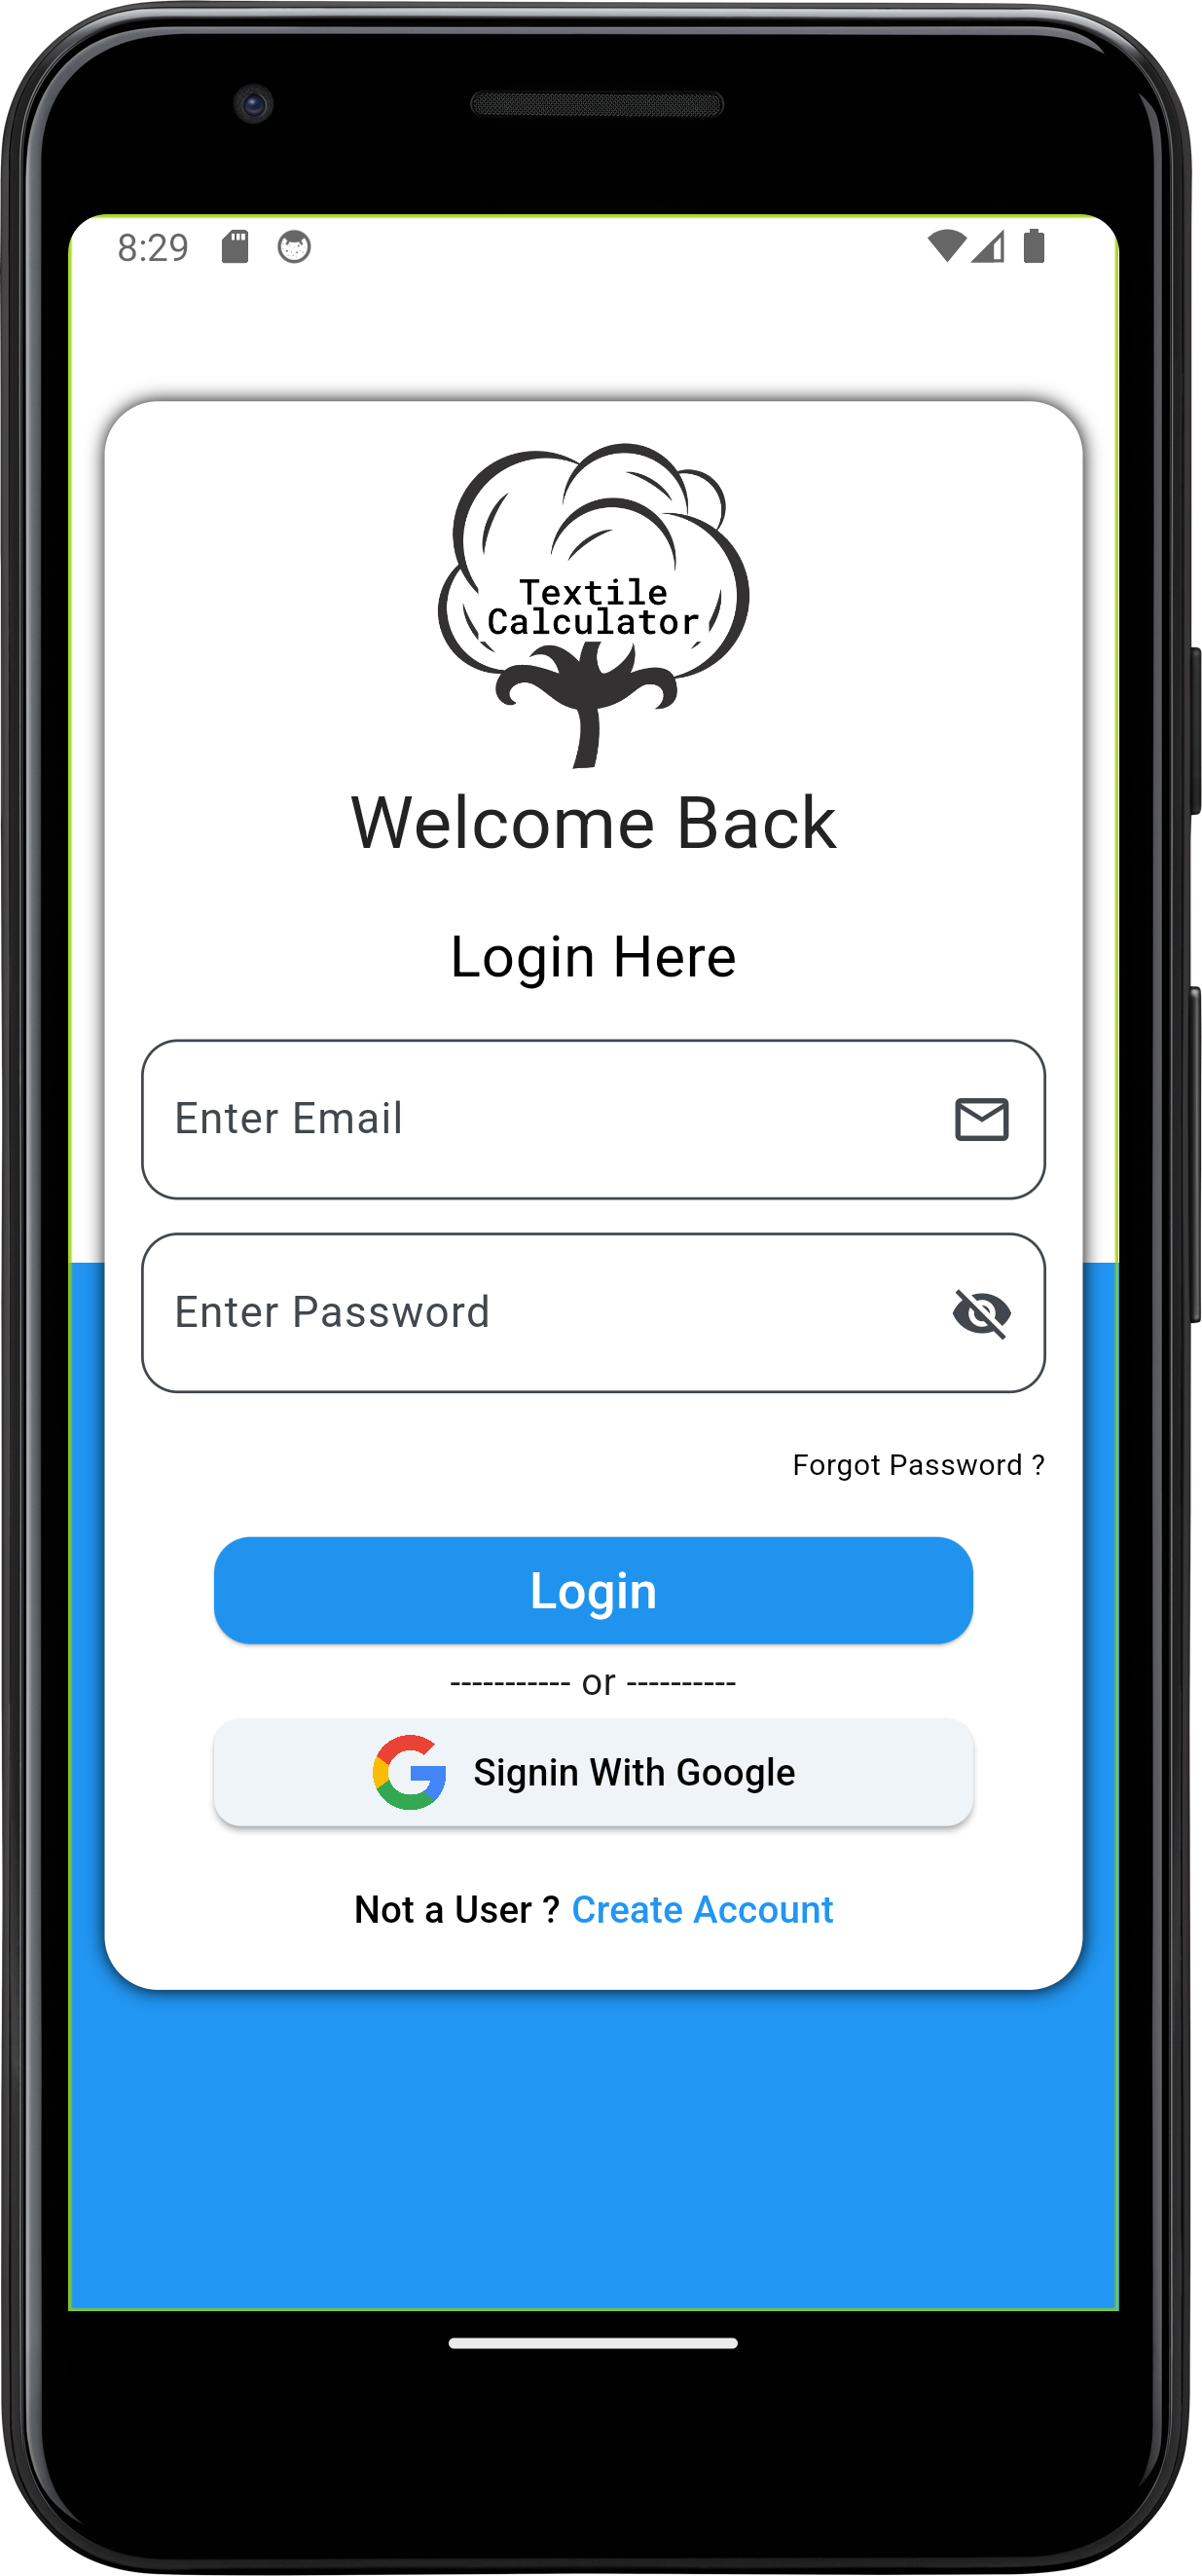 8:29
Textile
Calculator
Welcome Back
Login Here
Enter Email
Enter Password
Forgot Password ?
Login
----------- or ----------
Signin With Google
Not a User ? Create Account